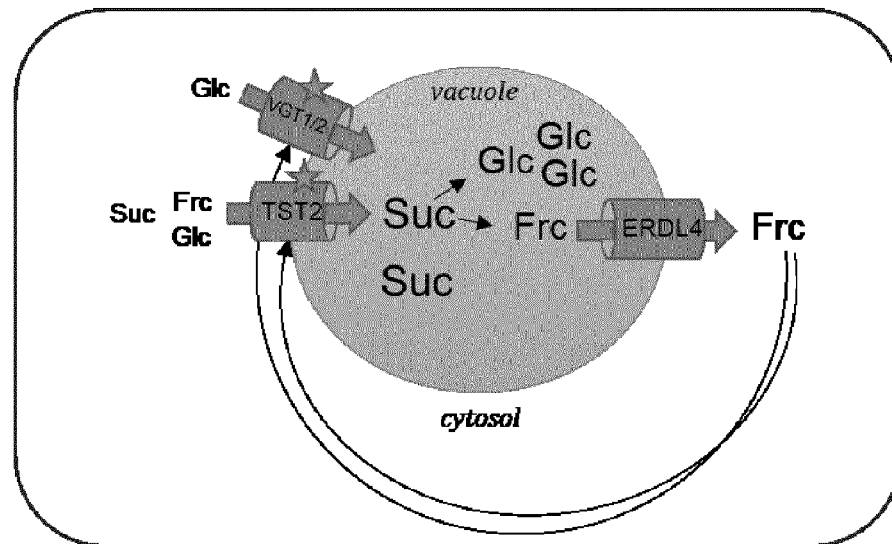 Glc
VGT1/2
vacuole
Glc
Glc
Glc
Suc
Frc
Glc
TST2
Suc
Frc
ERDL4
Frc
Suc
cytosol